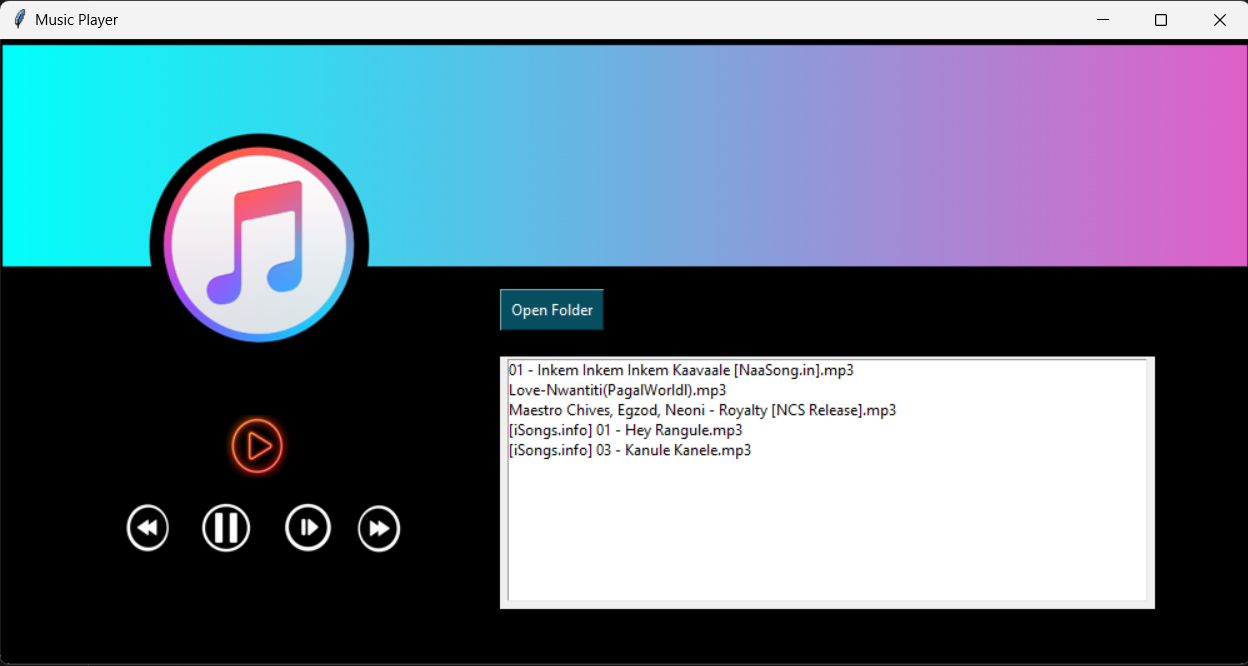 Music Player
Open Folder
01 - Inkem Inkem Inkem Kaavaale [NaaSong.in].mp3
Love-Nwantiti(PagalWorldl).mp3
Maestro Chives, Egzod, Neoni - Royalty [NCS Release].mp3
[iSongs.info] 01 - Hey Rangule.mp3
[iSongs.info] 03 - Kanule Kanele.mp3